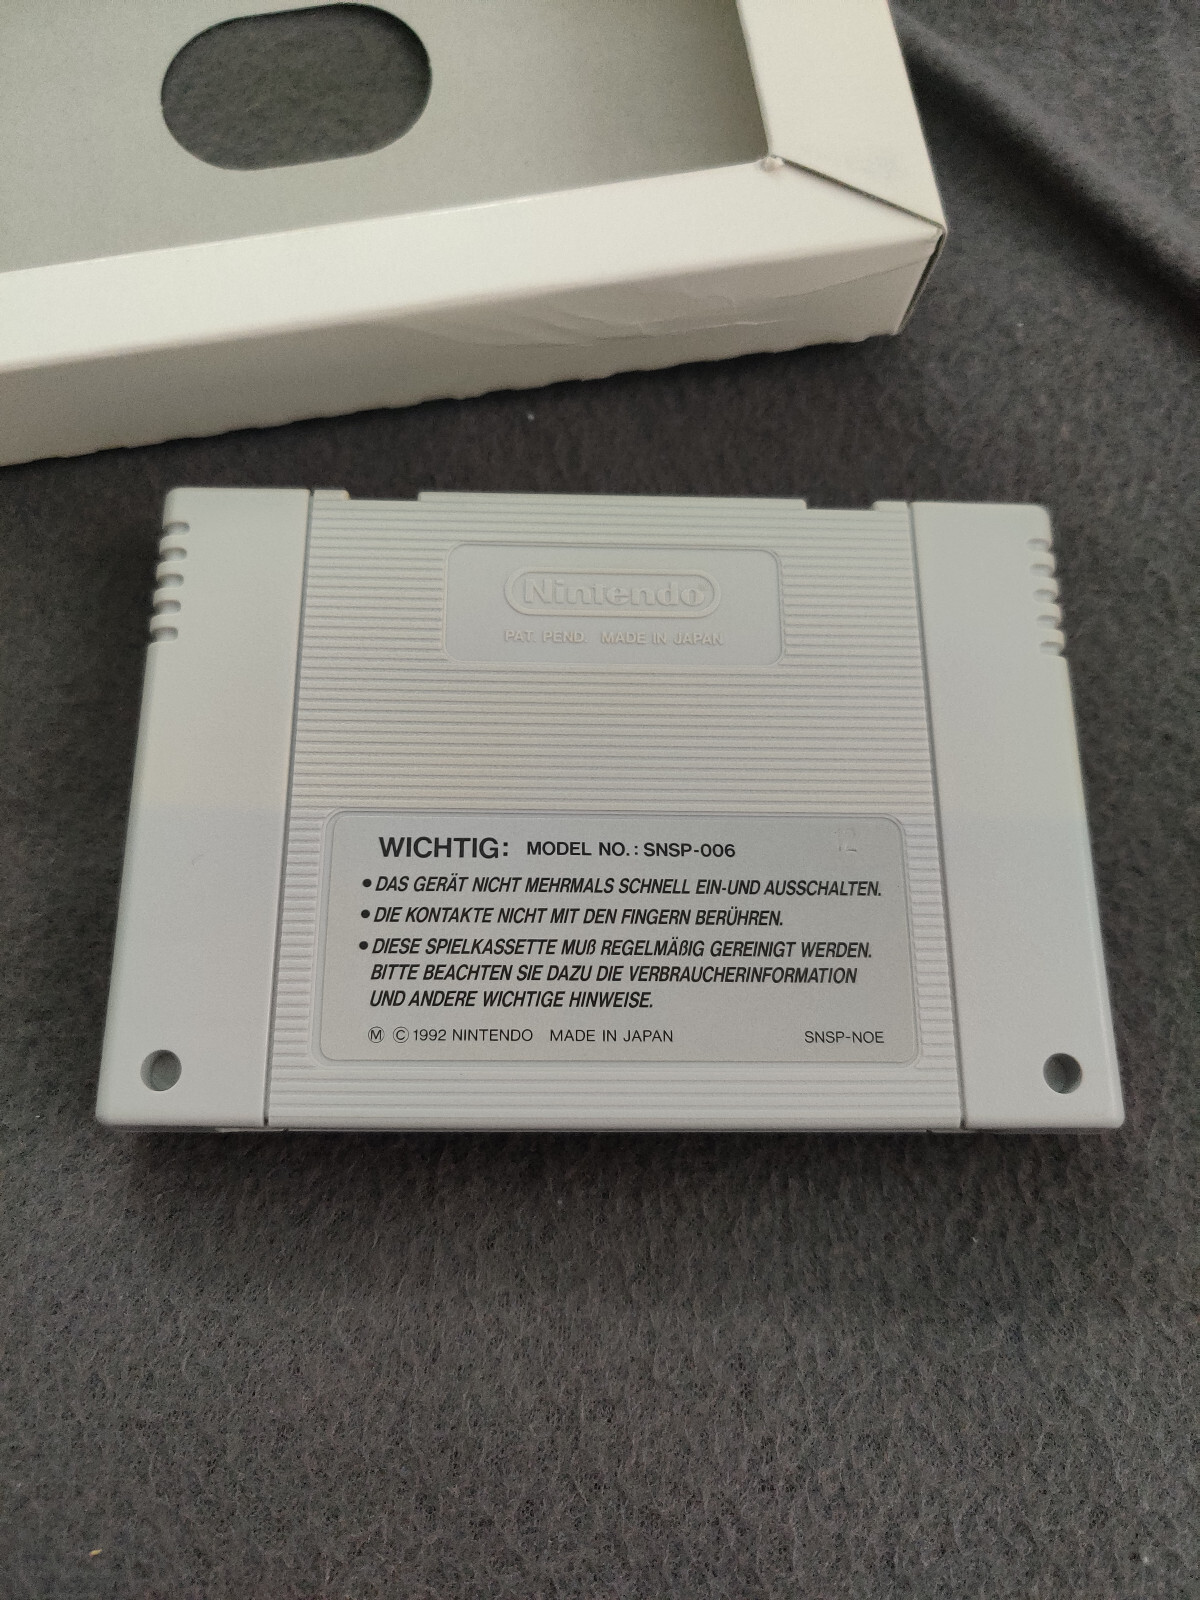 Nintendo
PAT. PEND. MADE IN JAPAN
WICHTIG: MODEL NO.: SNSP-006
12
• DAS GERÄT NICHT MEHRMALS SCHNELL EIN-UND AUSSCHALTEN.
• DIE KONTAKTE NICHT MIT DEN FINGERN BERÜHREN.
• DIESE SPIELKASSETTE MUß REGELMÄßIG GEREINIGT WERDEN.
BITTE BEACHTEN SIE DAZU DIE VERBRAUCHERINFORMATION
UND ANDERE WICHTIGE HINWEISE.
Ⓜ © 1992 NINTENDO MADE IN JAPAN SNSP-NOE